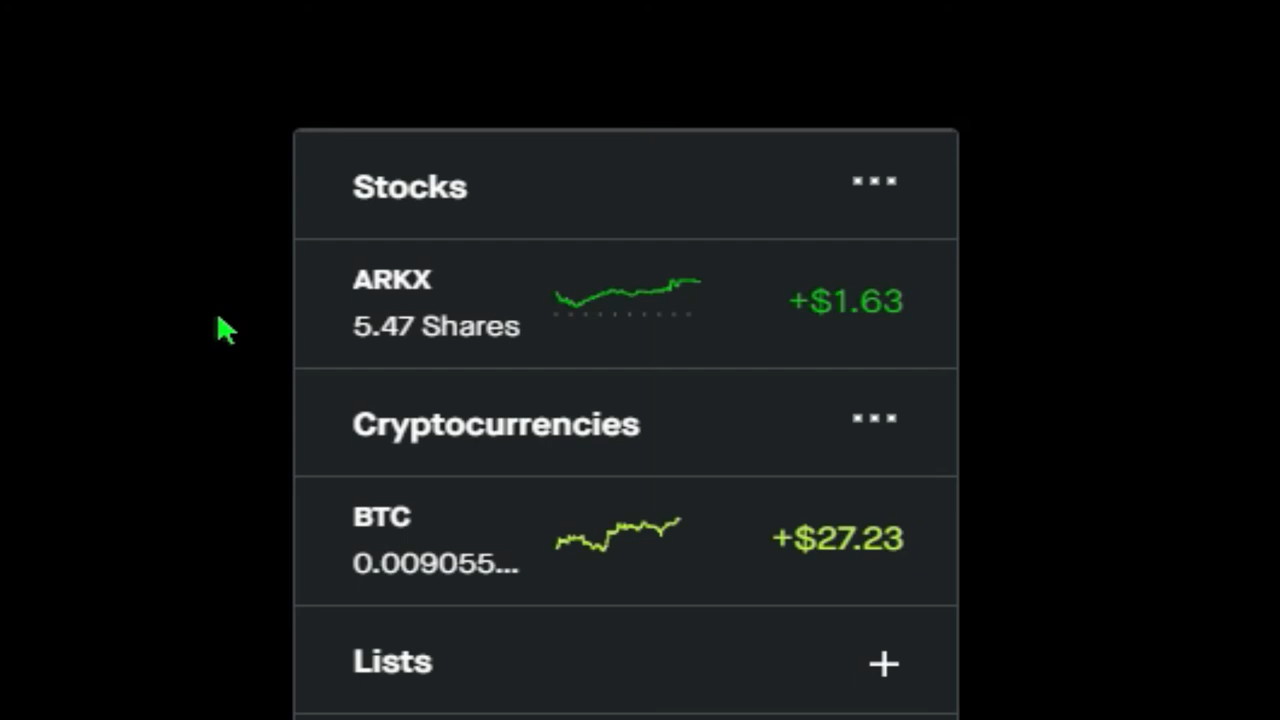 Stocks
ARKX
5.47 Shares
+$1.63
Cryptocurrencies
BTC
0.009055...
+$27.23
Lists